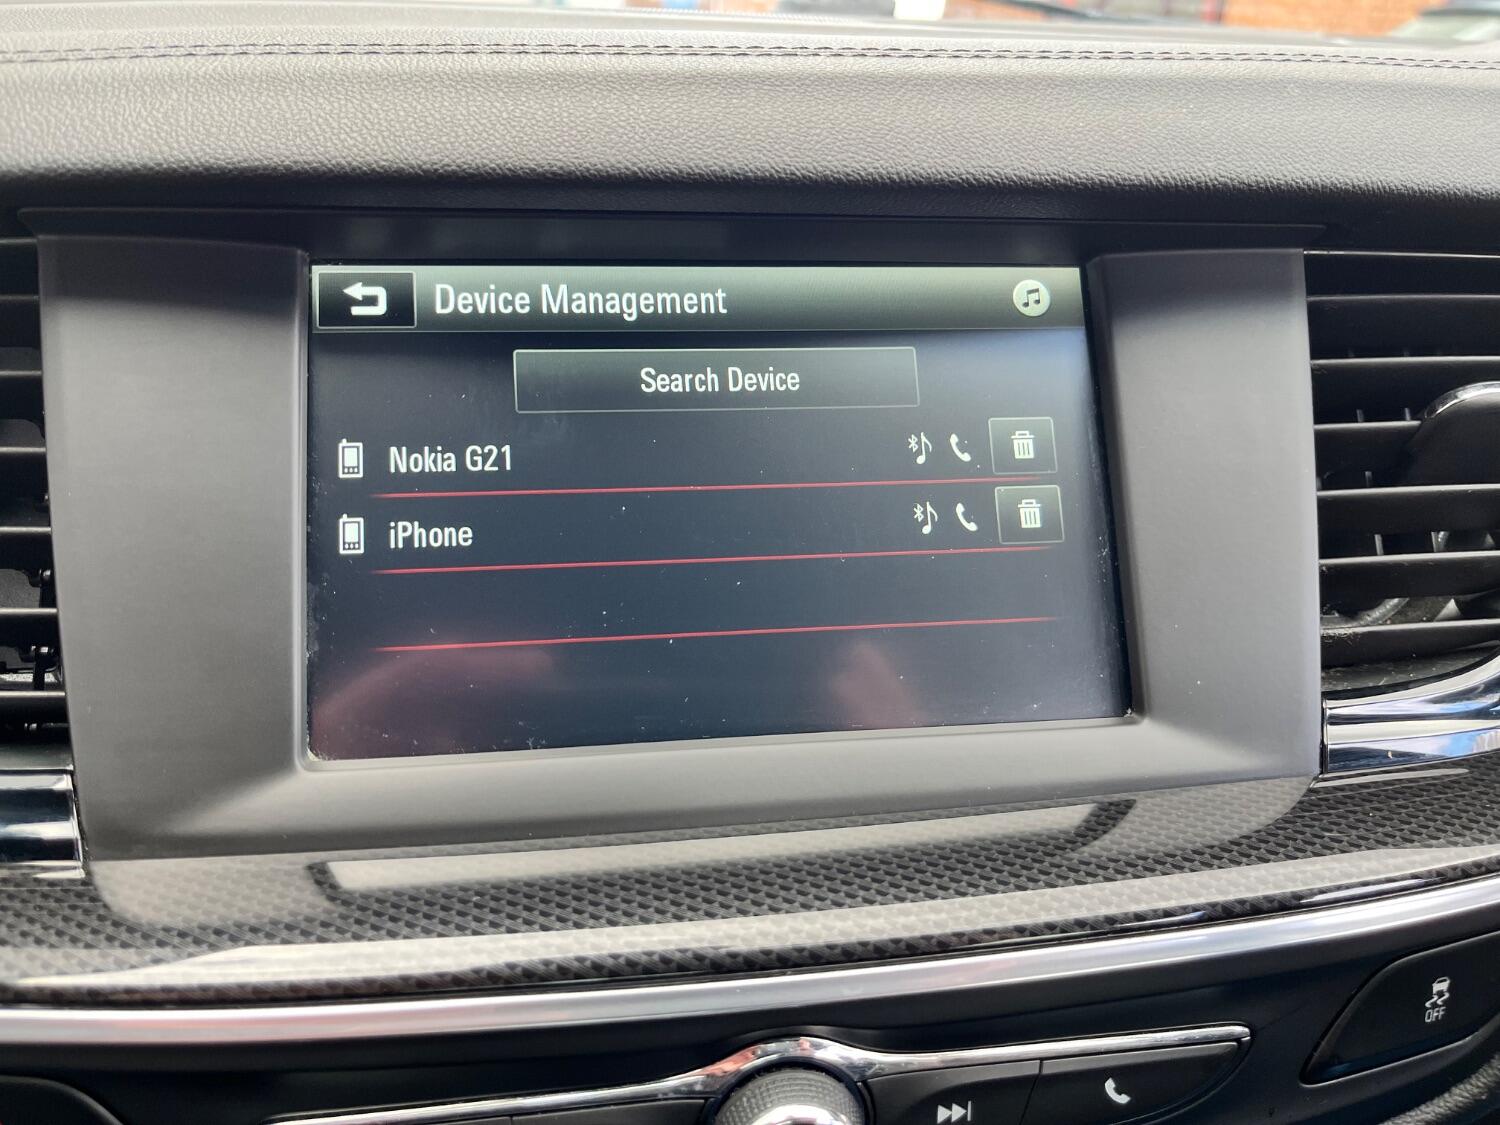 Device Management
Search Device
Nokia G21
iPhone
OFF